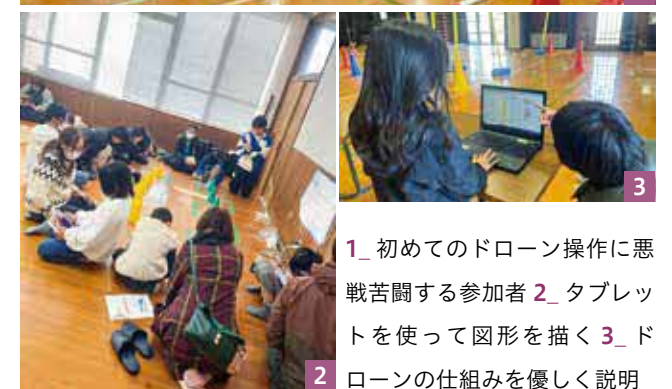 3
1_ 初めてのドローン操作に悪
戦苦闘する参加者 2_ タブレッ
トを使って図形を描く 3_ ド
ローンの仕組みを優しく説明
2